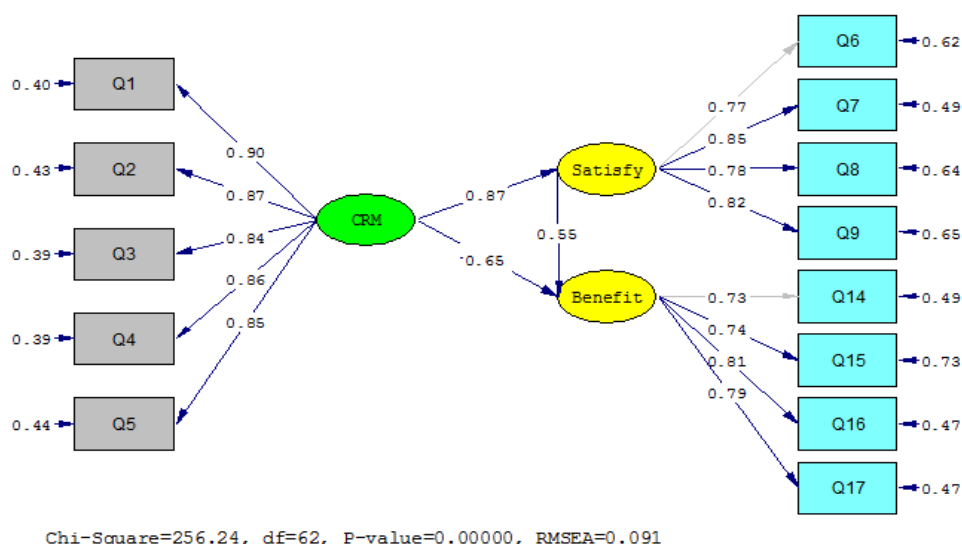 0.40
Q1
0.43
Q2
0.39
Q3
0.39
Q4
0.44
Q5
0.90
0.87
0.84
0.86
0.85
CRM
0.87
-0.65
Satisfy
0.55
Benefit
0.77
0.85
0.78
0.82
0.73
0.74
0.81
0.79
Q6
0.62
Q7
0.49
Q8
0.64
Q9
0.65
Q14
0.49
Q15
0.73
Q16
0.47
Q17
0.47
Chi-Square=256.24, df=62, P-value=0.00000, RMSEA=0.091